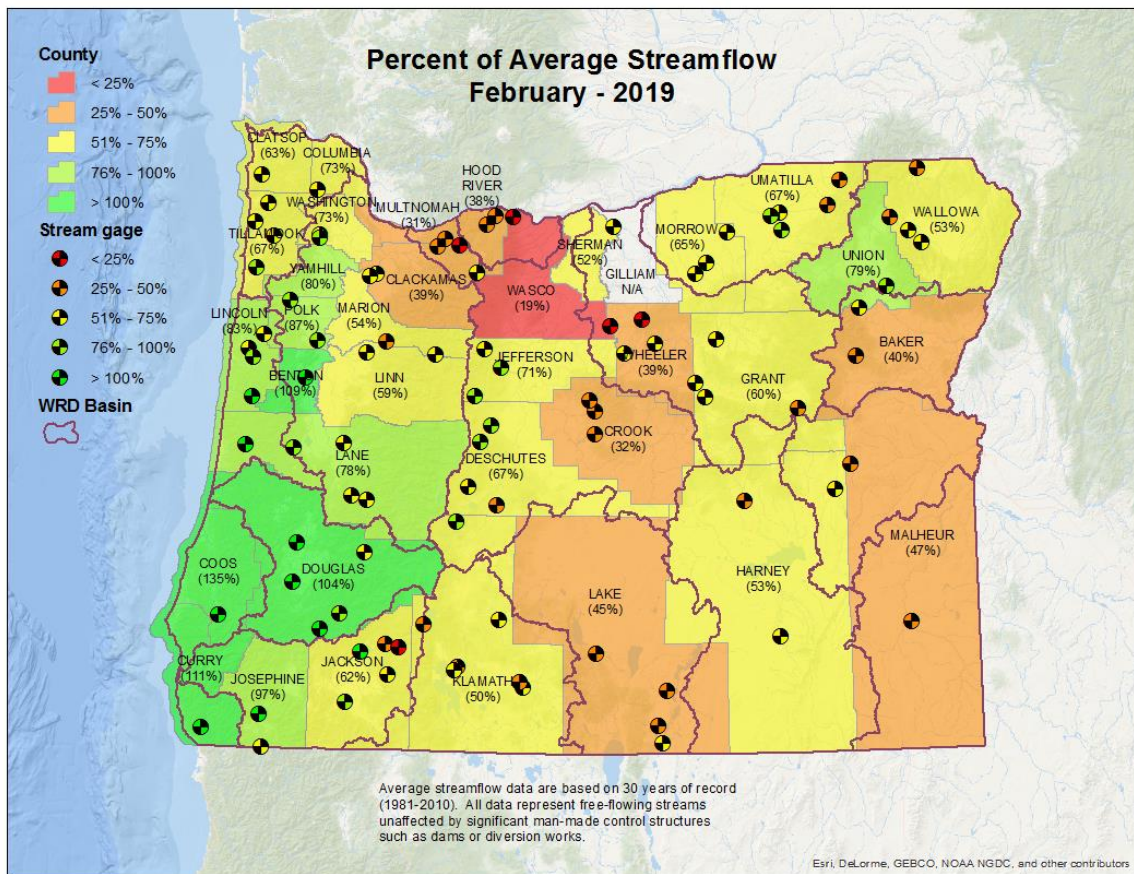 Percent of Average Streamflow
February - 2019
County
< 25%
25% - 50%
51% - 75%
76% - 100%
> 100%
Stream gage
< 25%
25% - 50%
51% - 75%
76% - 100%
> 100%
WRD Basin
CLATSOP
(63%)
COLUMBIA
(73%)
HOOD
RIVER
(38%)
MULTNOMAH
(31%)
WASHINGTON
(73%)
TILLAMOOK
(67%)
YAMHILL
(80%)
CLACKAMAS
(39%)
SHERMAN
(52%)
GILLIAM
N/A
MORROW
(65%)
UMATILLA
(67%)
WALLOWA
(53%)
UNION
(79%)
WASCO
(19%)
LINCOLN
(83%)
POLK
(87%)
MARION
(54%)
BENTON
(109%)
LINN
(59%)
JEFFERSON
(71%)
WHEELER
(39%)
GRANT
(60%)
BAKER
(40%)
CROOK
(32%)
LANE
(78%)
DESCHUTES
(67%)
COOS
(135%)
DOUGLAS
(104%)
LAKE
(45%)
HARNEY
(53%)
MALHEUR
(47%)
CURRY
(111%)
JOSEPHINE
(97%)
JACKSON
(62%)
KLAMATH
(50%)
Average streamflow data are based on 30 years of record
(1981-2010).  All data represent free-flowing streams
unaffected by significant man-made control structures
such as dams or diversion works.
Esri, DeLorme, GEBCO, NOAA NGDC, and other contributors